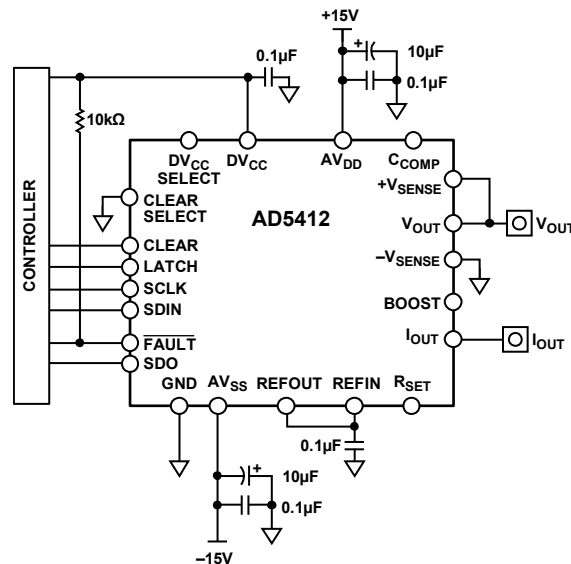 +15V
0.1µF
10µF
0.1µF
10kΩ
DVCC
SELECT
DVCC
AVDD
CCOMP
CLEAR
SELECT
+VSENSE
AD5412
VOUT
VOUT
CONTROLLER
CLEAR
LATCH
SCLK
SDIN
FAULT
SDO
–VSENSE
BOOST
IOUT
IOUT
GND
AVSS
REFOUT
REFIN
RSET
0.1µF
10µF
0.1µF
–15V